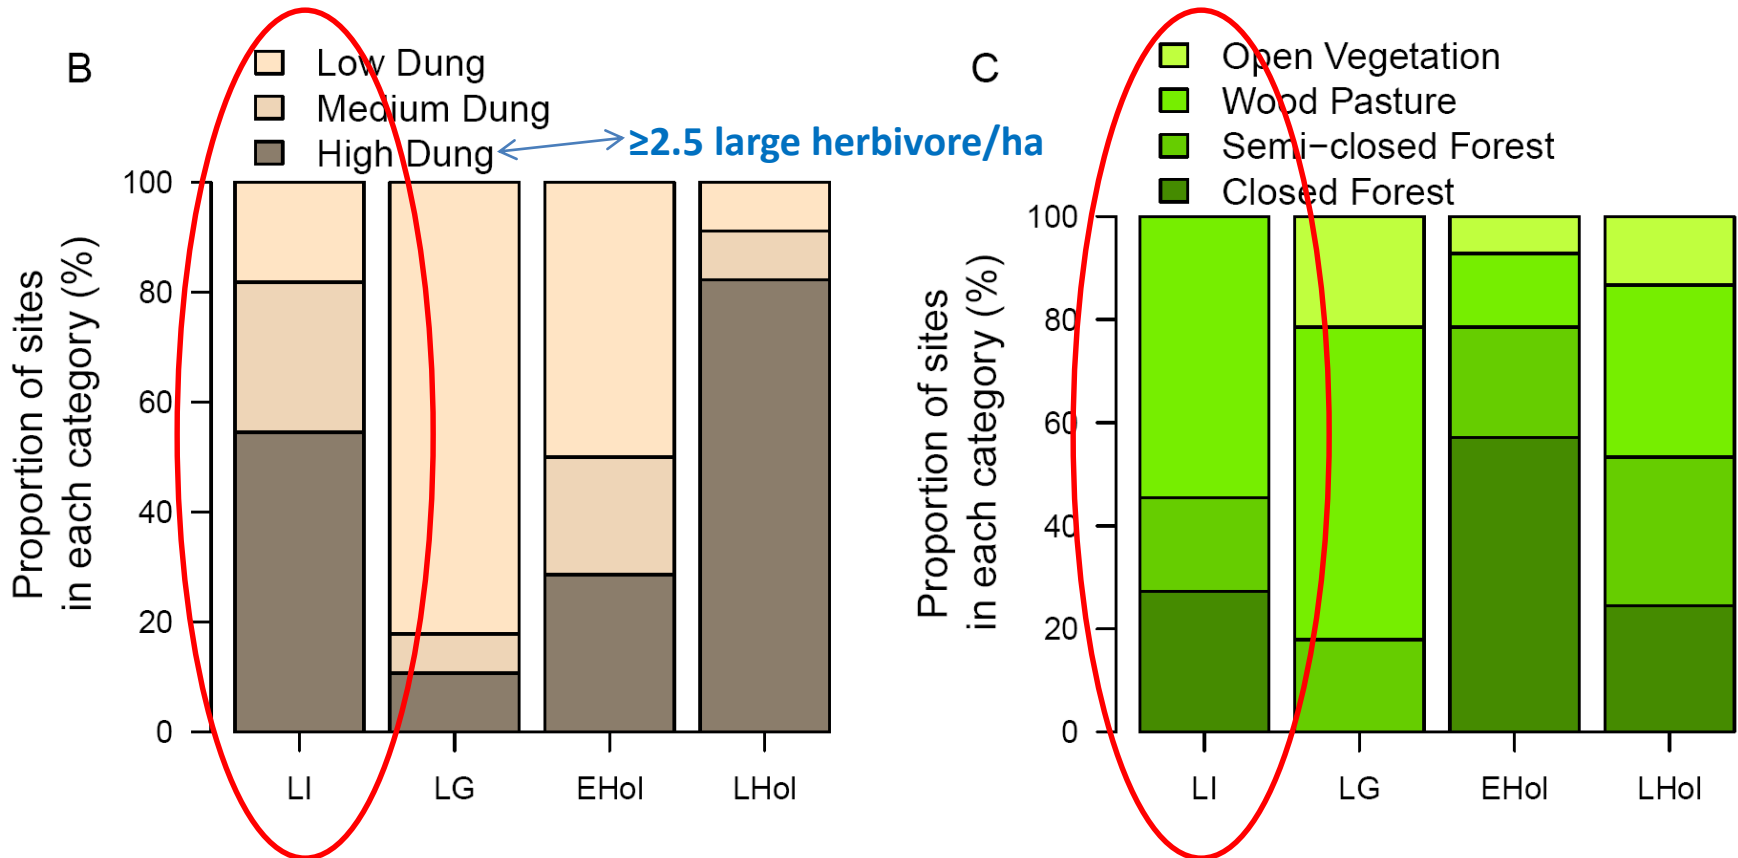 B
Low Dung
Medium Dung
High Dung
≥2.5 large herbivore/ha
Proportion of sites
in each category (%)
100
80
60
40
20
0
LI
LG
EHol
LHol
C
Open Vegetation
Wood Pasture
Semi−closed Forest
Closed Forest
Proportion of sites
in each category (%)
100
80
60
40
20
0
LI
LG
EHol
LHol